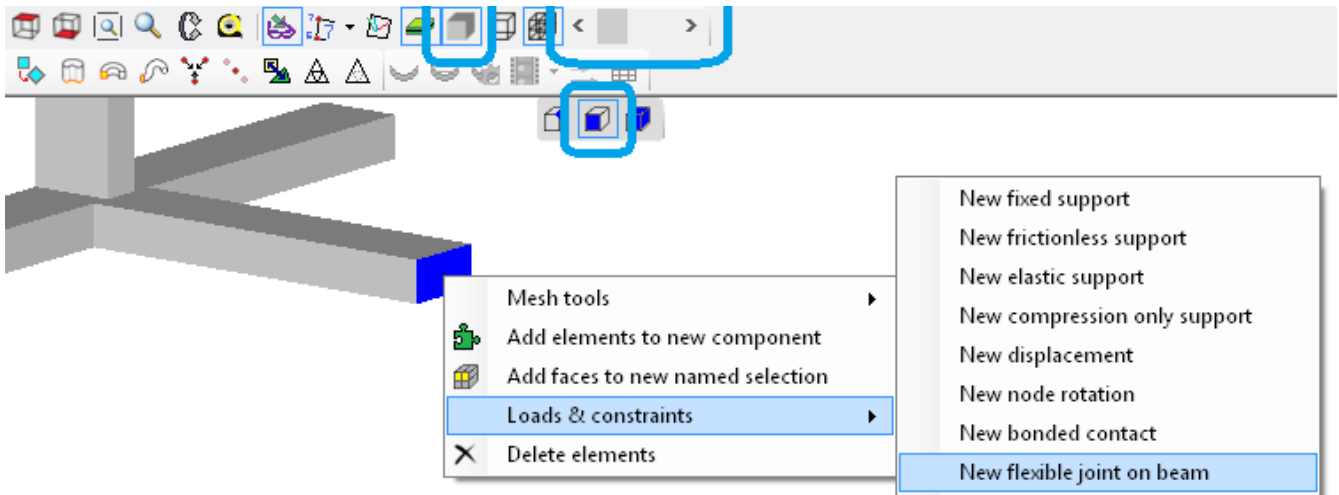 Mesh tools
Add elements to new component
Add faces to new named selection
Loads & constraints
Delete elements
New fixed support
New frictionless support
New elastic support
New compression only support
New displacement
New node rotation
New bonded contact
New flexible joint on beam